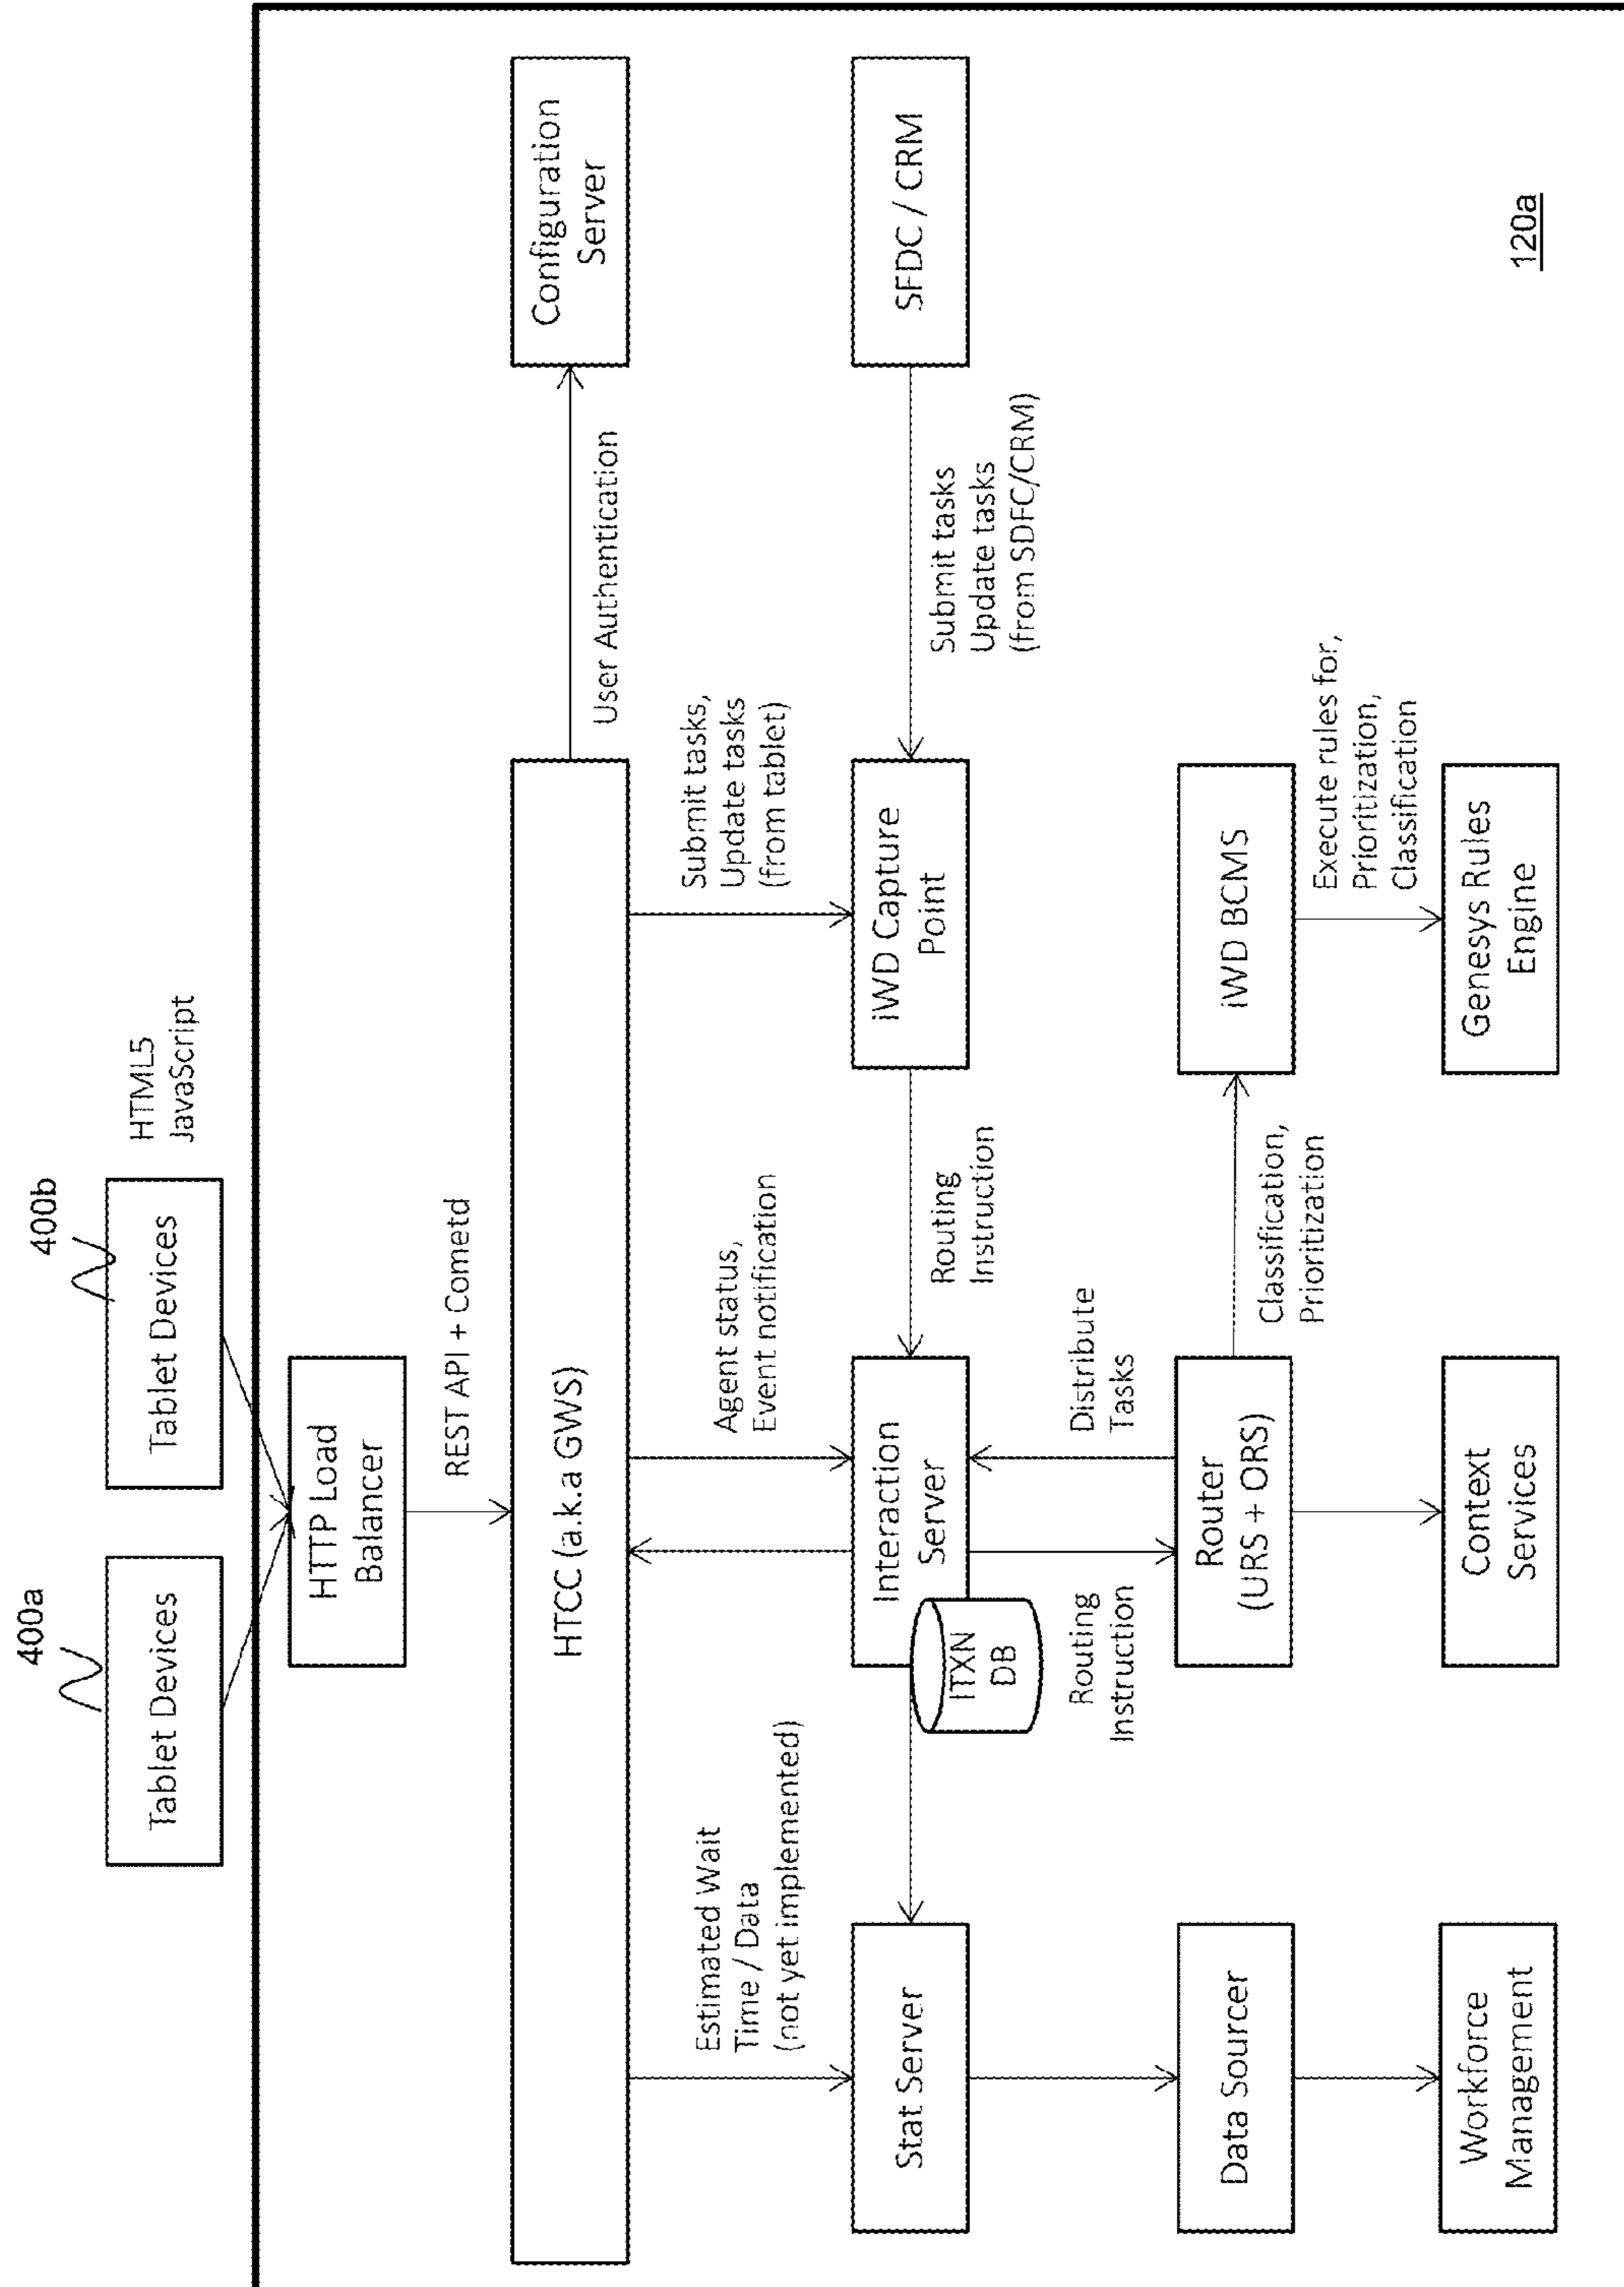 400a
400b
Tablet Devices
Tablet Devices
HTML5
JavaScript
HTTP Load
Balancer
REST API + Cometd
HTCC (a.k.a GWS)
User Authentication
Configuration
Server
Estimated Wait
Time / Data
(not yet implemented)
Agent status,
Event notification
Submit tasks,
Update tasks
(from tablet)
Stat Server
ITXN
DB
Interaction
Server
Routing
Instruction
iWD Capture
Point
Submit tasks
Update tasks
(from SDFC/CRM)
SFDC / CRM
Routing
Instruction
Distribute
Tasks
Data Sourcer
Router
(URS + ORS)
Classification,
Prioritization
iWD BCMS
Execute rules for,
Prioritization,
Classification
Workforce
Management
Context
Services
Genesys Rules
Engine
120a